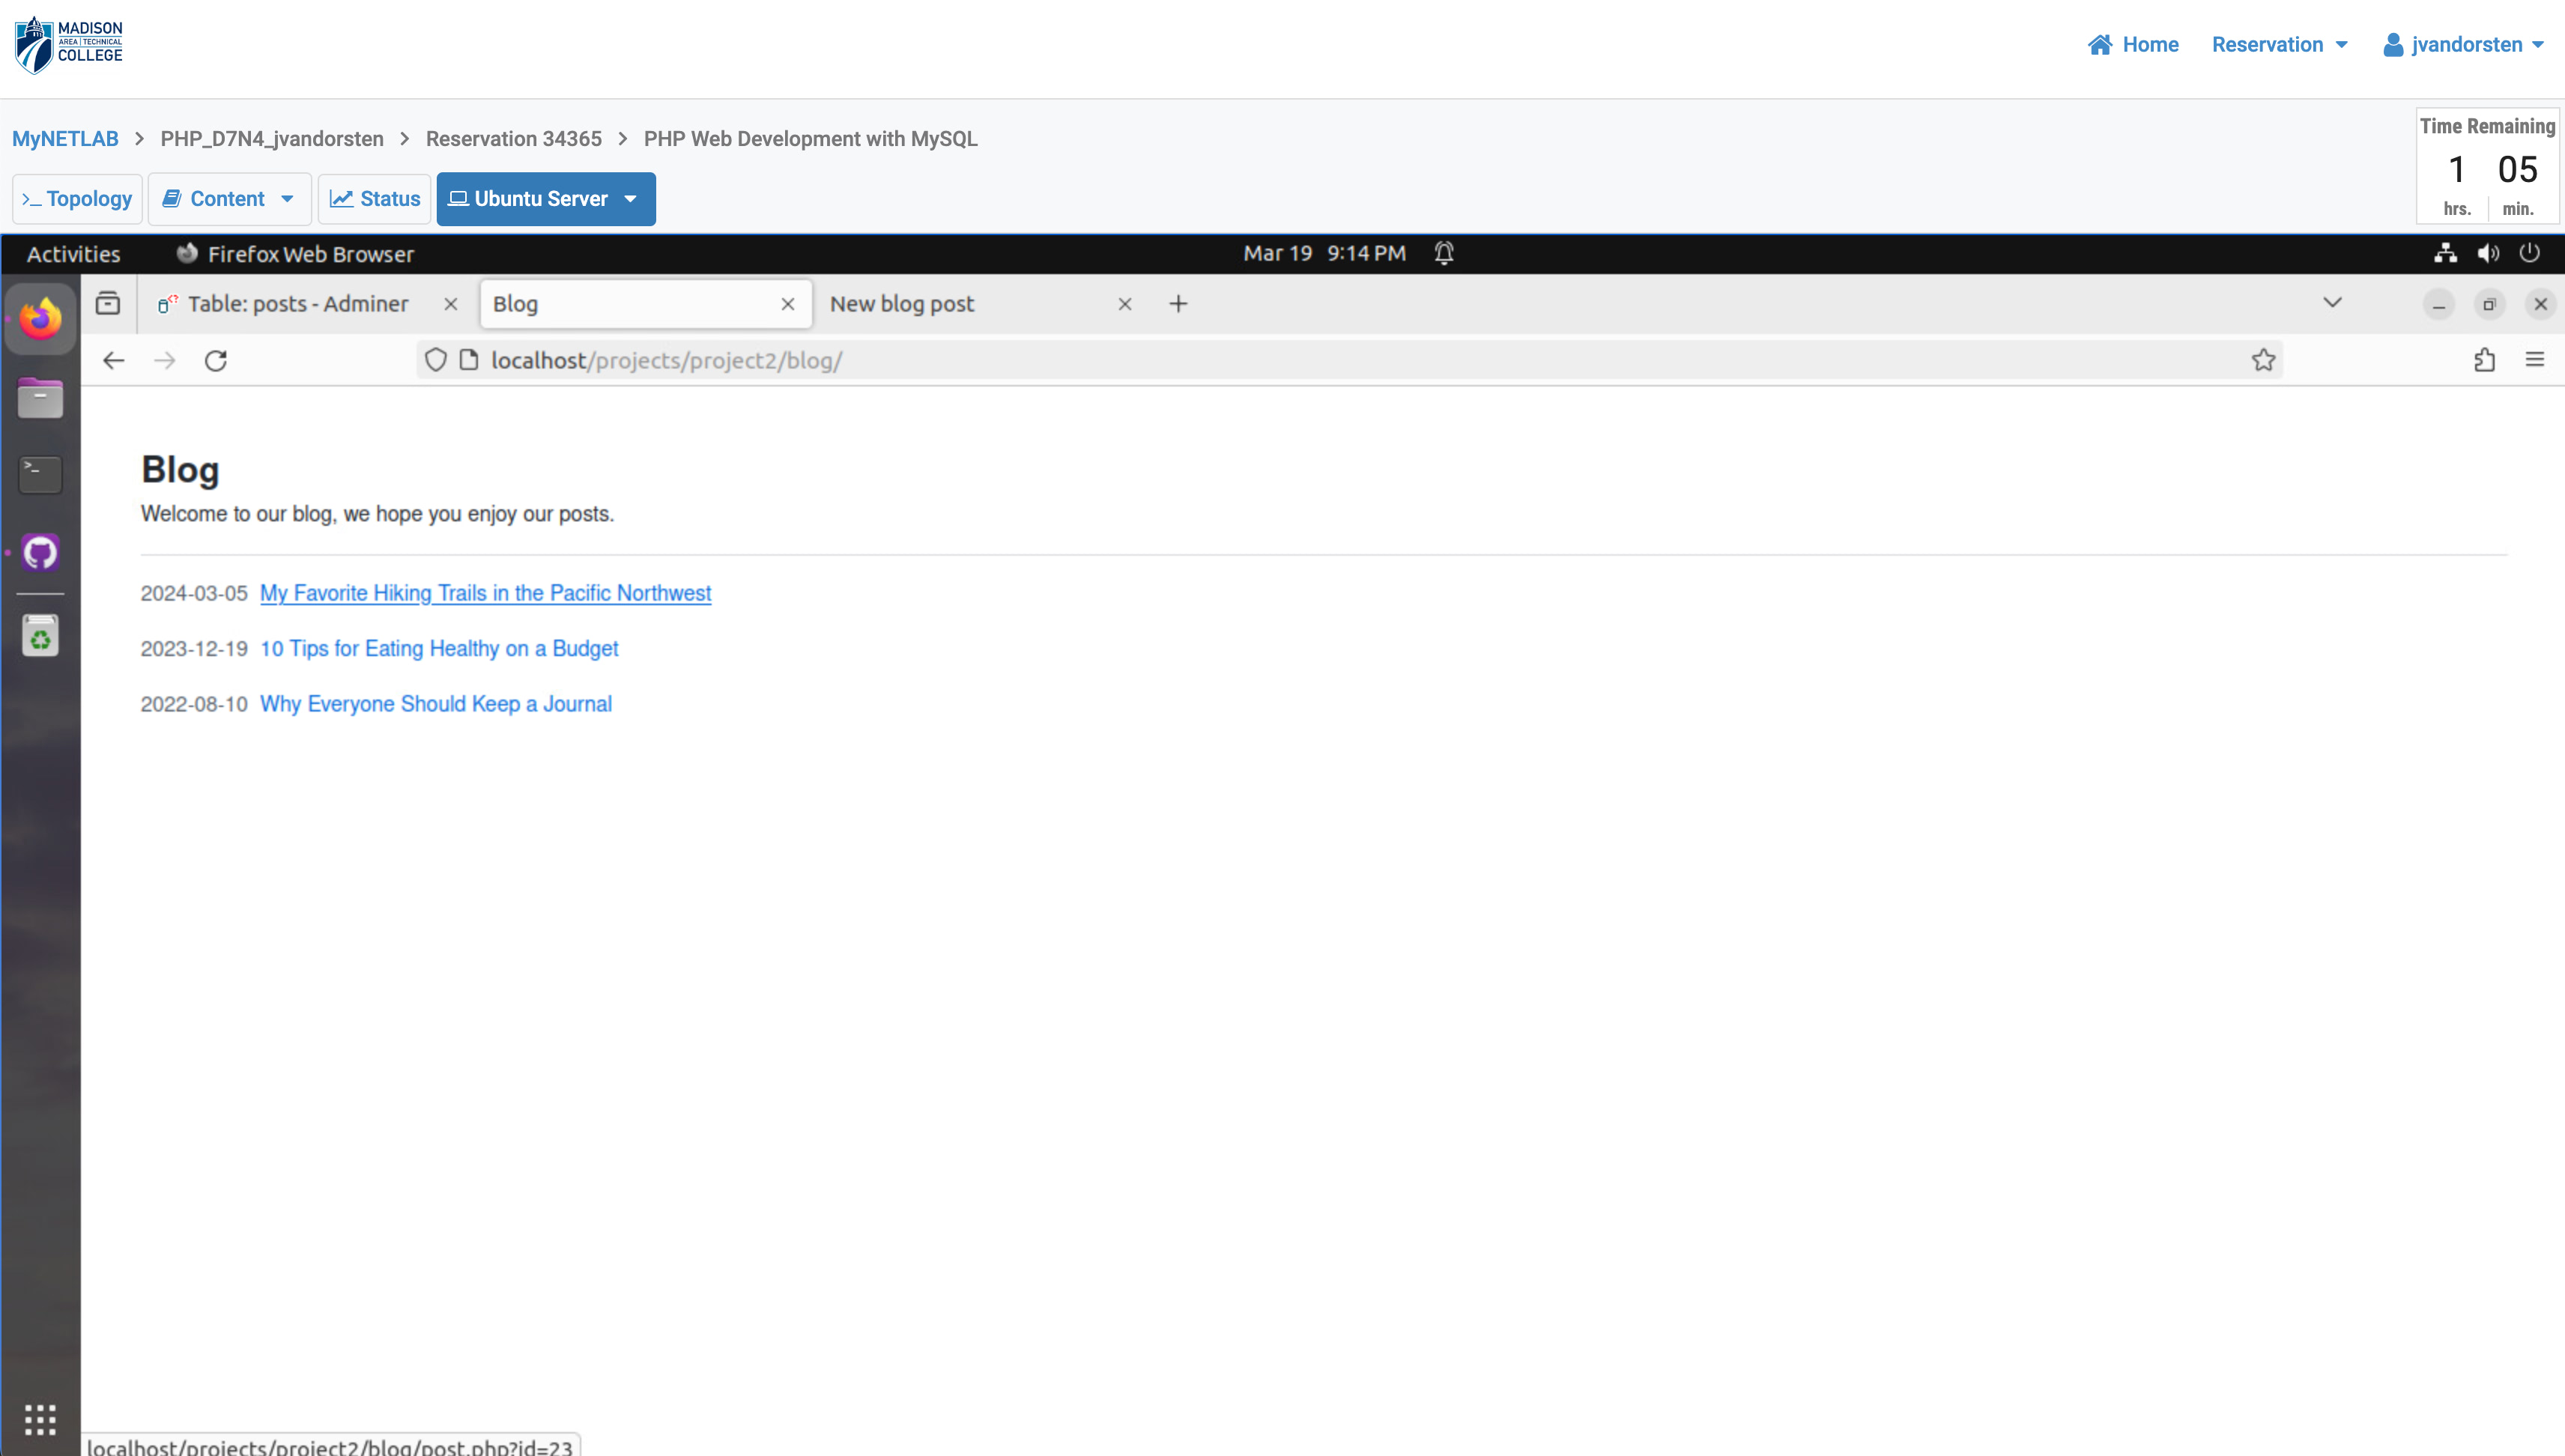 MADISON
AREA | TECHNICAL
COLLEGE
Home
Reservation
jvandorsten
MyNETLAB > PHP_D7N4_jvandorsten > Reservation 34365 > PHP Web Development with MySQL
Time Remaining
1 05
hrs. min.
>_ Topology
Content
Status
Ubuntu Server
Activities
Firefox Web Browser
Mar 19 9:14 PM
Table: posts - Adminer
Blog
New blog post
localhost/projects/project2/blog/
Blog
Welcome to our blog, we hope you enjoy our posts.
2024-03-05 My Favorite Hiking Trails in the Pacific Northwest
2023-12-19 10 Tips for Eating Healthy on a Budget
2022-08-10 Why Everyone Should Keep a Journal
localhost/projects/project2/blog/post.php?id=23